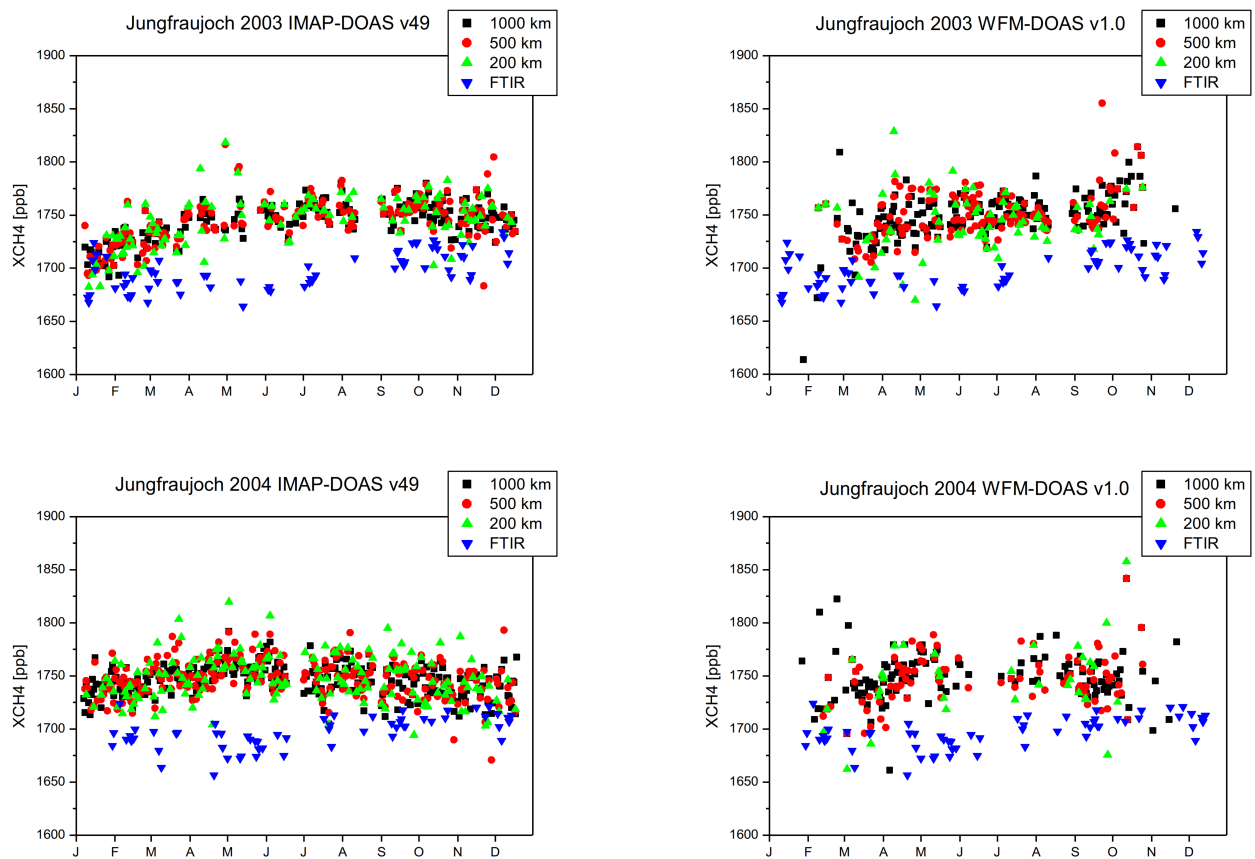 Jungfraujoch 2003 IMAP-DOAS v49
1000 km
500 km
200 km
FTIR
XCH4 [ppb]
1900
1850
1800
1750
1700
1650
1600
J F M A M J J A S O N D
Jungfraujoch 2003 WFM-DOAS v1.0
1000 km
500 km
200 km
FTIR
XCH4 [ppb]
1900
1850
1800
1750
1700
1650
1600
J F M A M J J A S O N D
Jungfraujoch 2004 IMAP-DOAS v49
1000 km
500 km
200 km
FTIR
XCH4 [ppb]
1900
1850
1800
1750
1700
1650
1600
J F M A M J J A S O N D
Jungfraujoch 2004 WFM-DOAS v1.0
1000 km
500 km
200 km
FTIR
XCH4 [ppb]
1900
1850
1800
1750
1700
1650
1600
J F M A M J J A S O N D